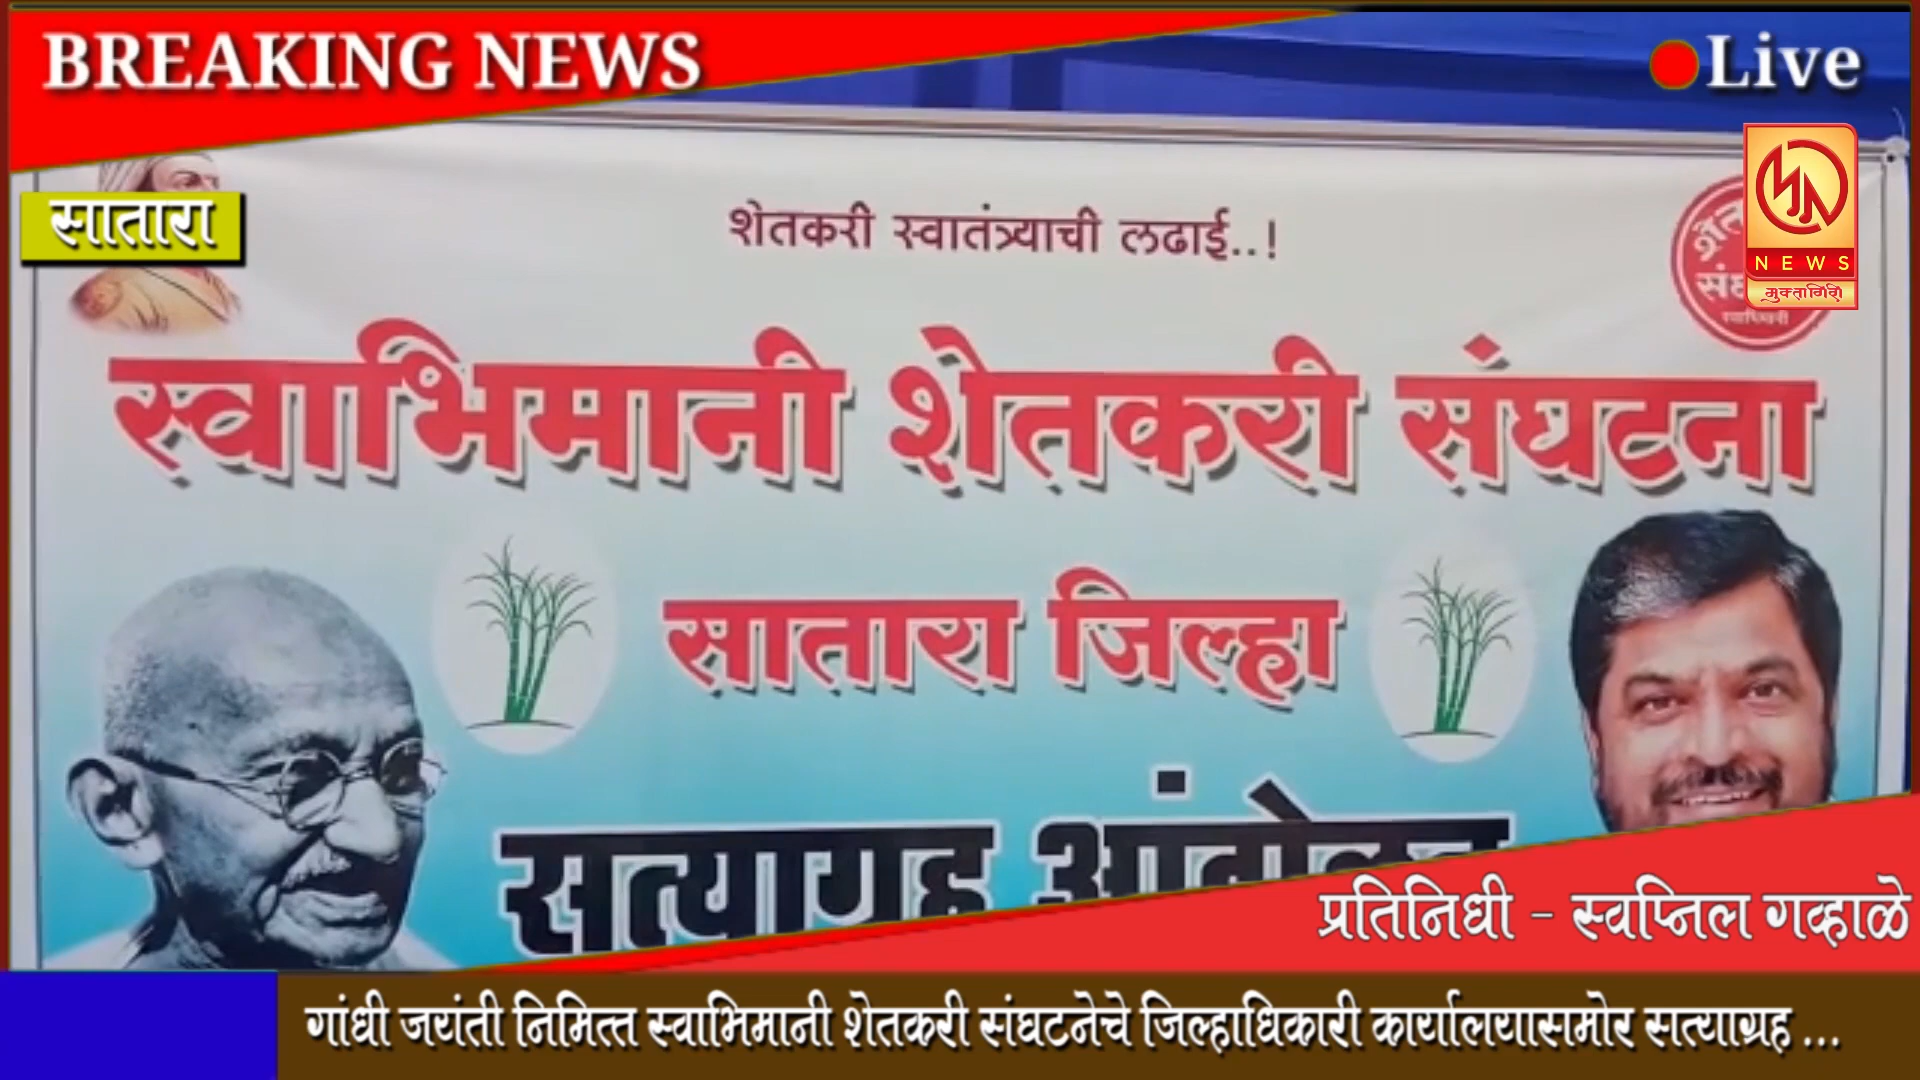 BREAKING NEWS
Live
सातारा
NEWS
मुक्तागिरी
शेतकरी स्वातंत्र्याची लढाई..!
स्वाभिमानी
स्वाभिमानी शेतकरी संघटना
सातारा जिल्हा
सत्याग्रह आंदोलन
प्रतिनिधी - स्वप्निल गव्हाळे
गांधी जयंती निमित्त स्वाभिमानी शेतकरी संघटनेचे जिल्हाधिकारी कार्यालयासमोर सत्याग्रह ...